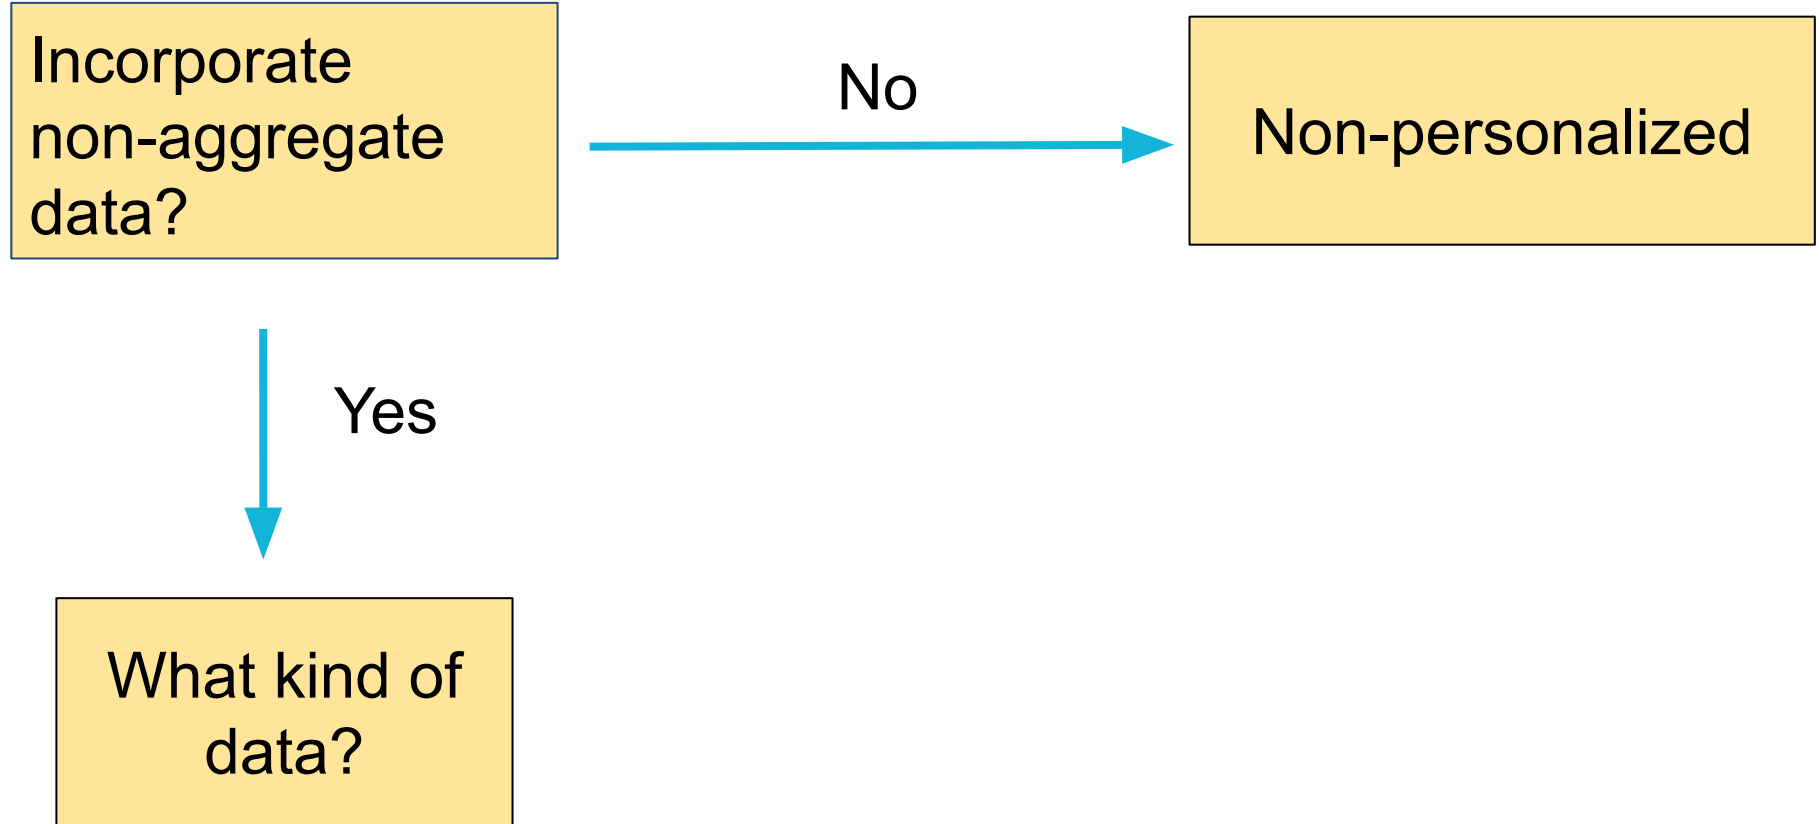 Incorporate
non-aggregate
data?
No
Non-personalized
Yes
What kind of
data?